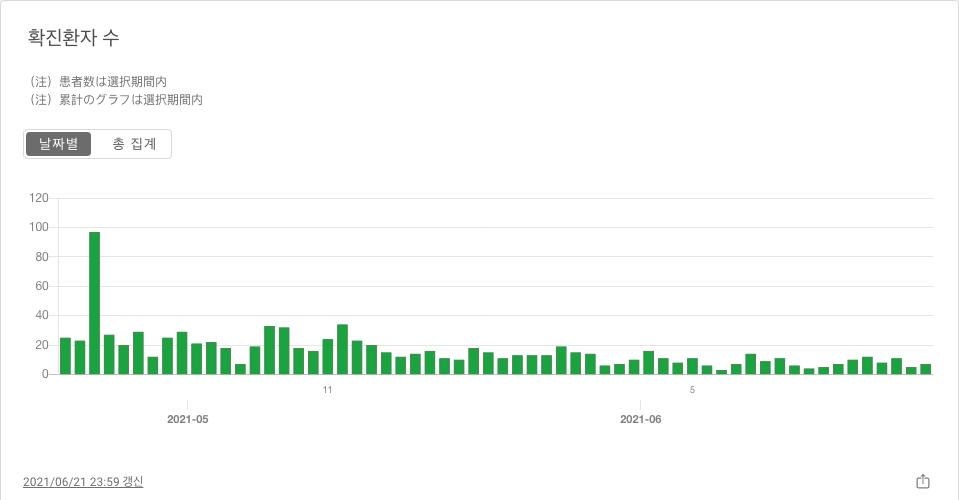 확진환자 수
（注）患者数は選択期間内
（注）累計のグラフは選択期間内
날짜별 총 집계
120
100
80
60
40
20
0
11 5
2021-05 2021-06
2021/06/21 23:59 갱신